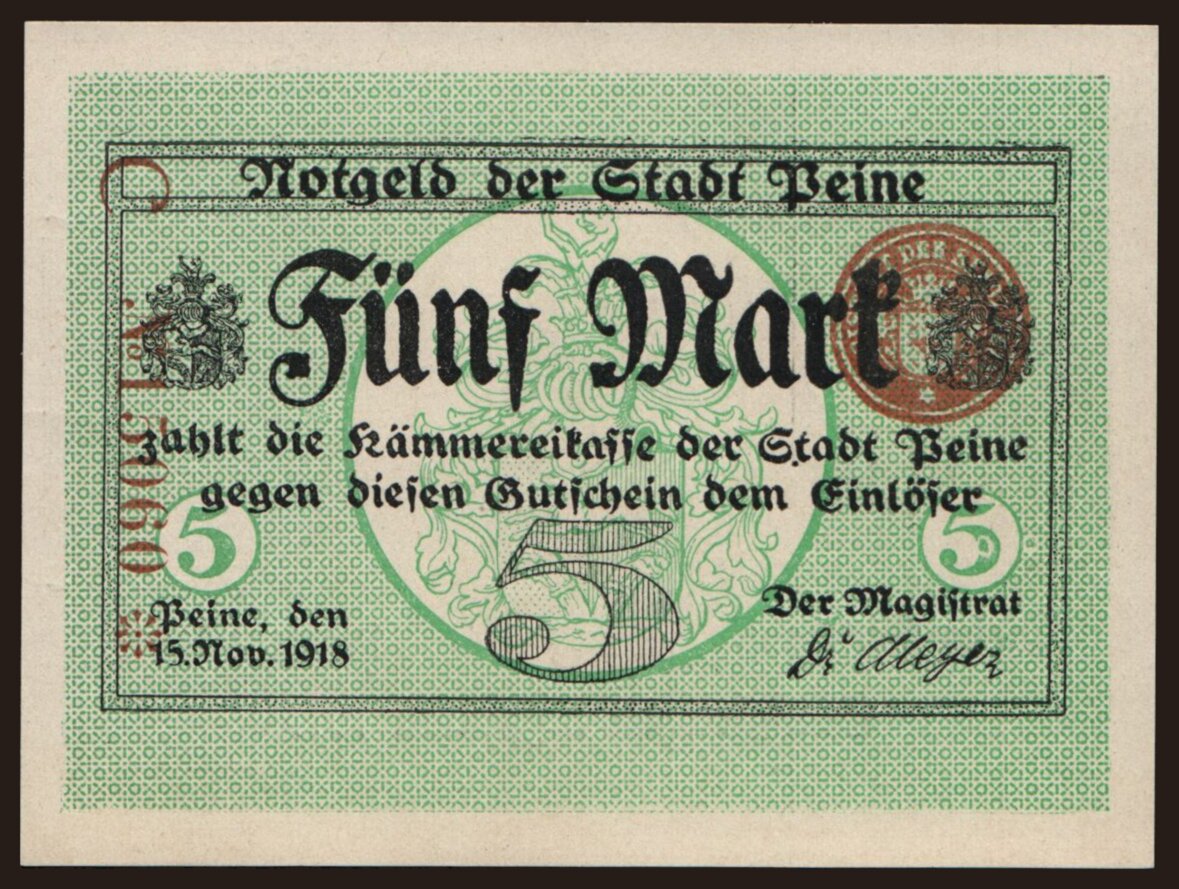 Notgeld der Stadt Peine
Fünf Mark
zahlt die Kämmereikasse der Stadt Peine
gegen diesen Gutschein dem Einlöser
5
5
5
Peine, den
15. Nov. 1918
Der Magistrat
Dr Meyer
C